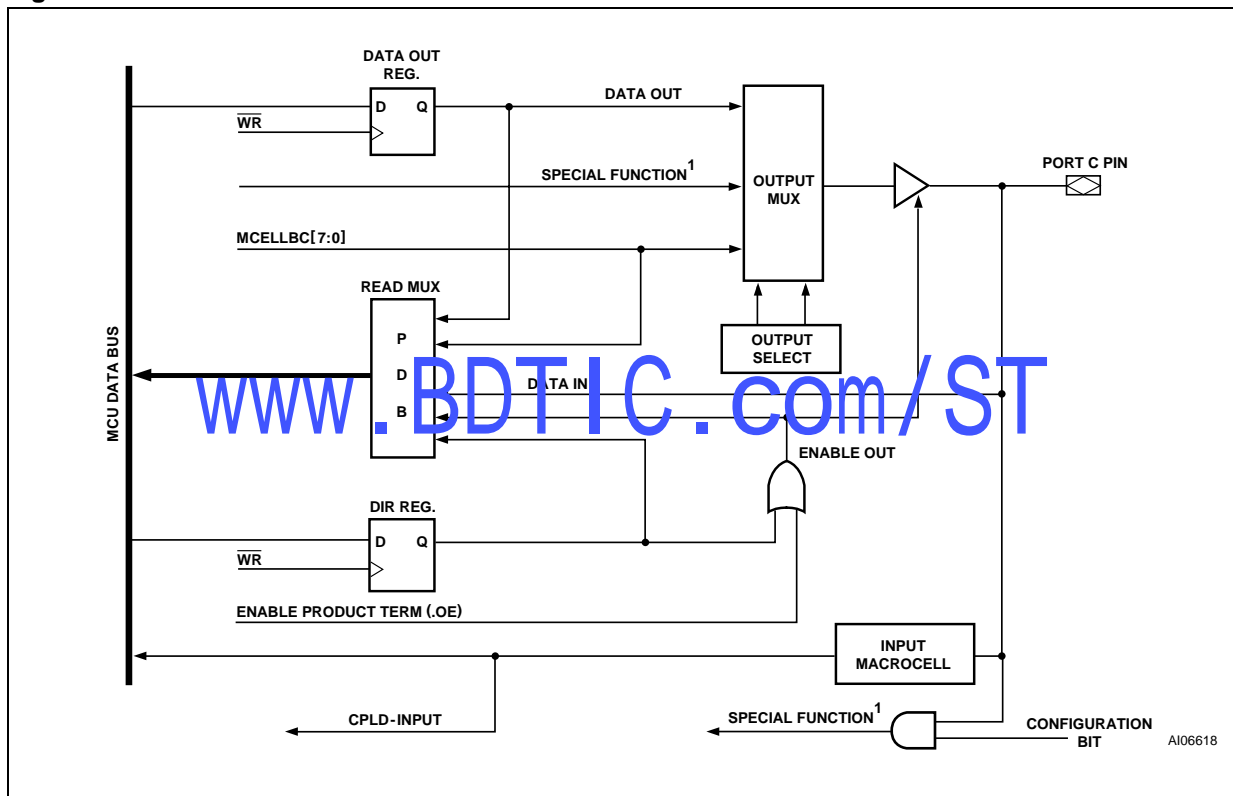 DATA OUT
REG.
D Q
WR
DATA OUT
SPECIAL FUNCTION1
MCELLBC[7:0]
OUTPUT
MUX
PORT C PIN
READ MUX
P
D
B
OUTPUT
SELECT
MCU DATA BUS
DATA IN
www.BDTIC.com/ST
ENABLE OUT
DIR REG.
D Q
WR
ENABLE PRODUCT TERM (.OE)
INPUT
MACROCELL
CPLD-INPUT
SPECIAL FUNCTION1
CONFIGURATION
BIT
AI06618